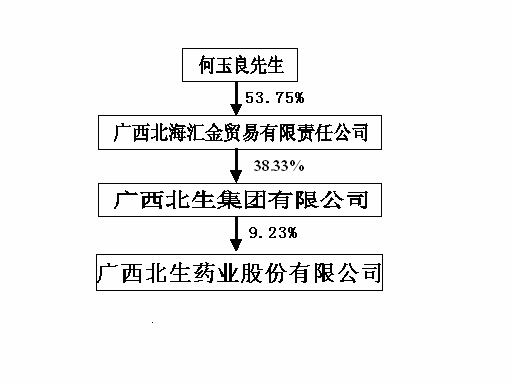 何玉良先生
53.75%
广西北海汇金贸易有限责任公司
38.33%
广西北生集团有限公司
9.23%
广西北生药业股份有限公司